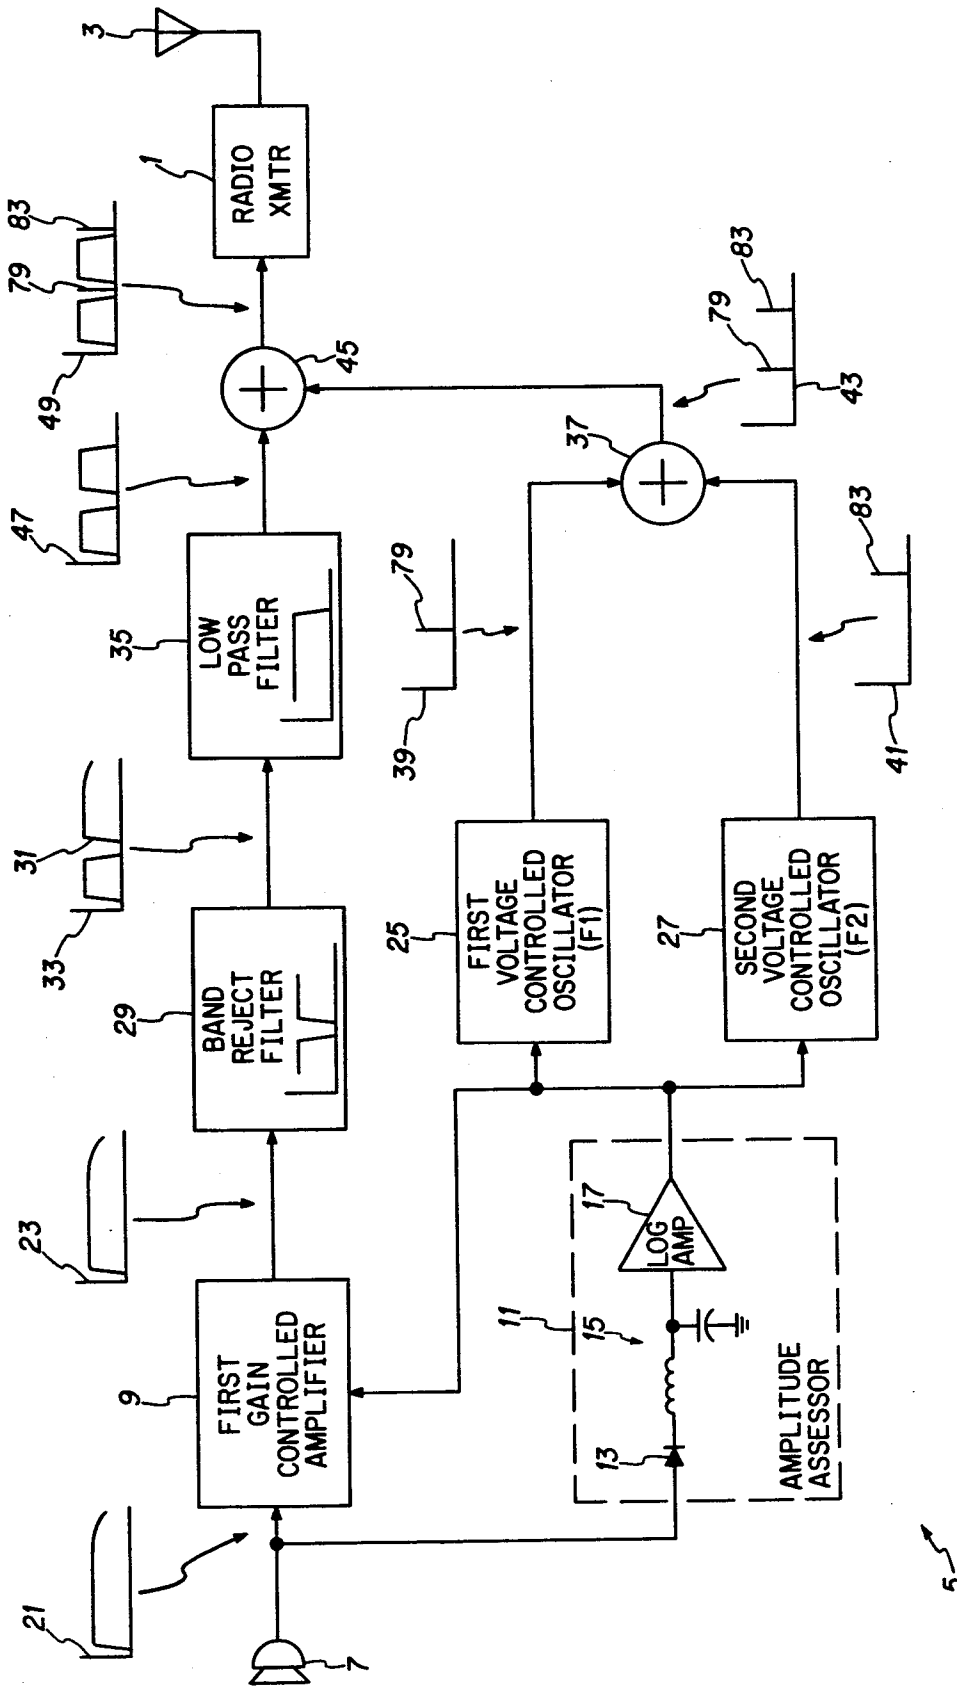 21
23
33
31
47
49
79
83
7
9
FIRST
GAIN
CONTROLLED
AMPLIFIER
29
BAND
REJECT
FILTER
35
LOW
PASS
FILTER
45
1
RADIO
XMTR
3
39
79
25
FIRST
VOLTAGE
CONTROLLED
OSCILLATOR
(F1)
37
79
83
43
27
SECOND
VOLTAGE
CONTROLLED
OSCILLATOR
(F2)
41
83
11
13
15
17
LOG
AMP
AMPLITUDE
ASSESSOR
5